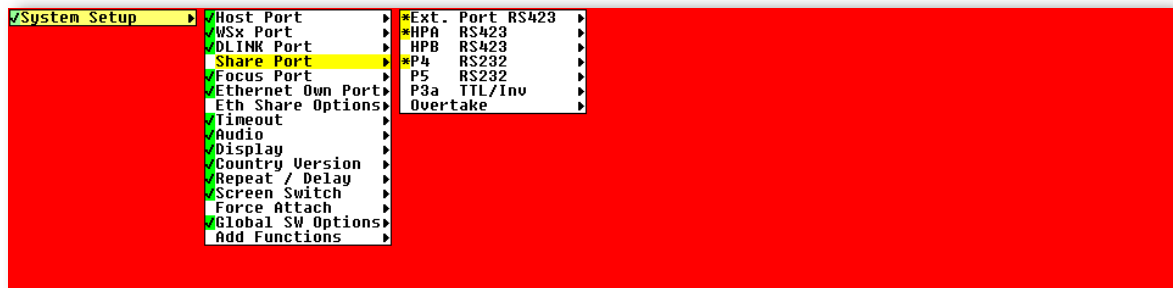 ✓System Setup ▶
✓Host Port ▶
✓WSx Port ▶
✓DLINK Port ▶
Share Port ▶
✓Focus Port ▶
✓Ethernet Own Port▶
Eth Share Options▶
✓Timeout ▶
✓Audio ▶
✓Display ▶
✓Country Version ▶
✓Repeat / Delay ▶
✓Screen Switch ▶
Force Attach ▶
✓Global SW Options▶
Add Functions ▶
*Ext. Port RS423 ▶
*HPA RS423 ▶
HPB RS423 ▶
*P4 RS232 ▶
P5 RS232 ▶
P3a TTL/Inv ▶
Overtake ▶